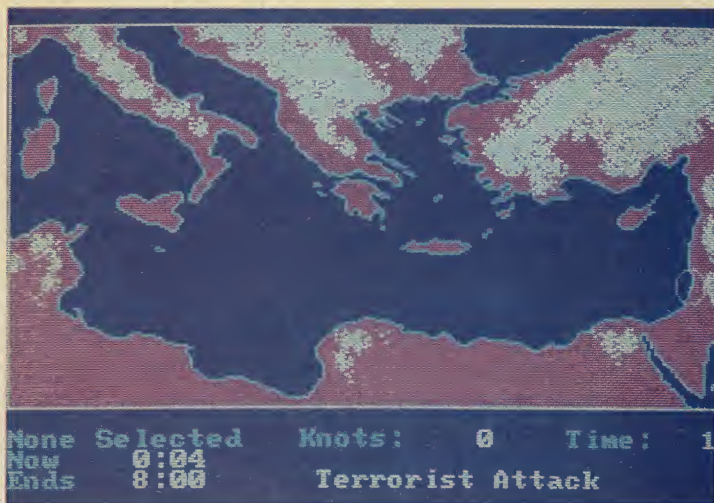 None Selected Knots: 0 Time: 1
Now 0:04
Ends 8:00 Terrorist Attack